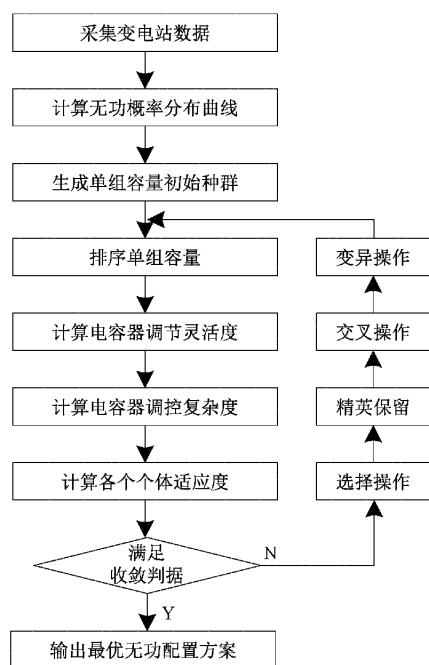 采集变电站数据
计算无功概率分布曲线
生成单组容量初始种群
排序单组容量
变异操作
计算电容器调节灵活度
交叉操作
计算电容器调控复杂度
精英保留
计算各个个体适应度
选择操作
满足
收敛判据
N
Y
输出最优无功配置方案